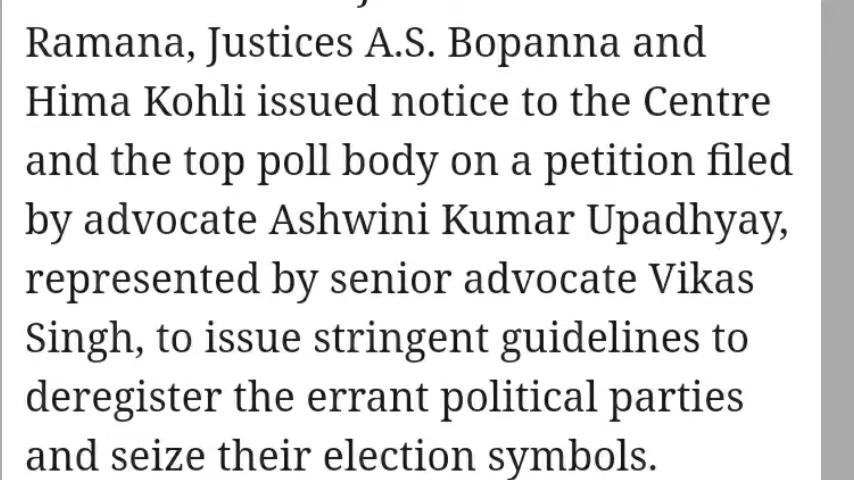 Ramana, Justices A.S. Bopanna and
Hima Kohli issued notice to the Centre
and the top poll body on a petition filed
by advocate Ashwini Kumar Upadhyay,
represented by senior advocate Vikas
Singh, to issue stringent guidelines to
deregister the errant political parties
and seize their election symbols.